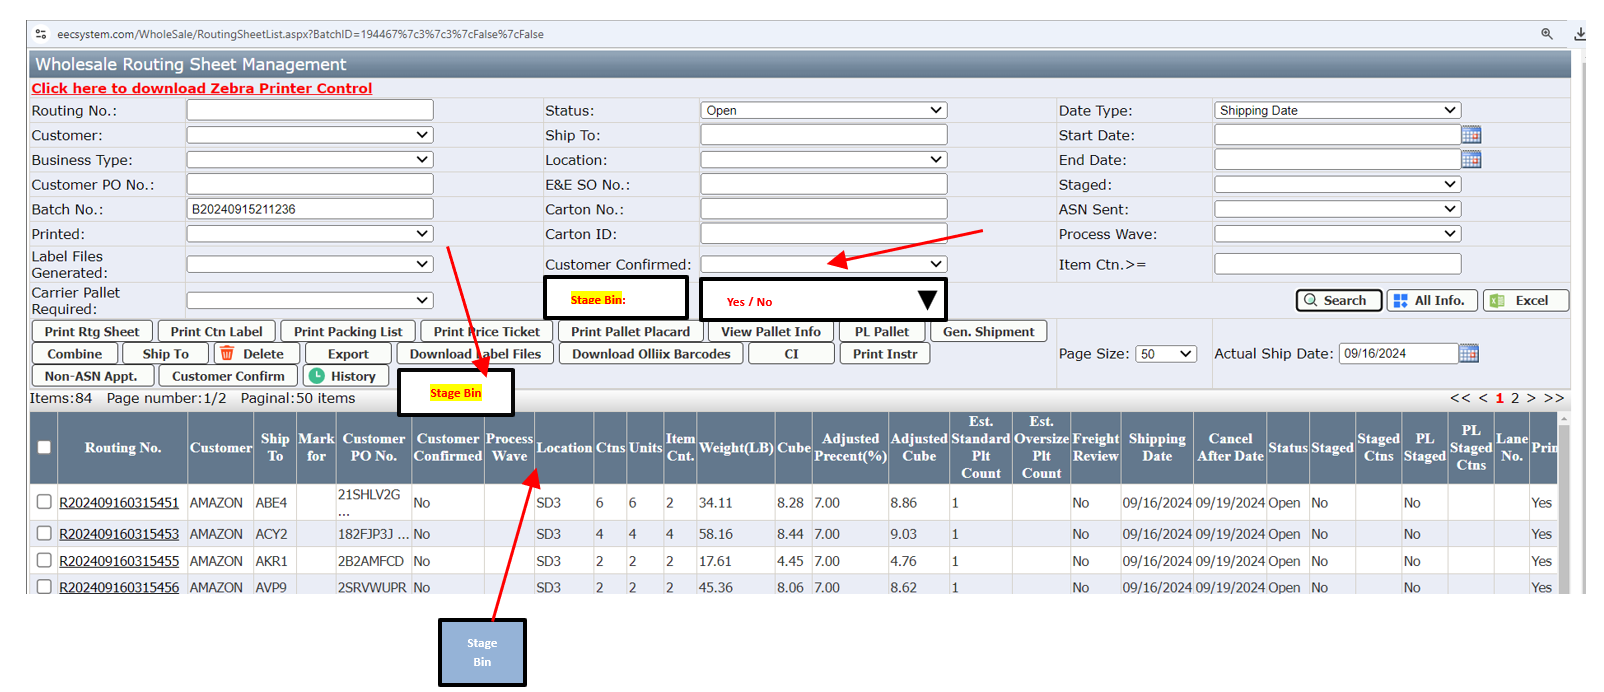 eecsystem.com/WholeSale/RoutingSheetList.aspx?BatchID=194467%7c3%7c3%7cFalse%7cFalse
Wholesale Routing Sheet Management
Click here to download Zebra Printer Control
Routing No.: Status: Open Date Type: Shipping Date
Customer: Ship To: Start Date:
Business Type: Location: End Date:
Customer PO No.: E&E SO No.: Staged:
Batch No.: B20240915211236 Carton No.: ASN Sent:
Printed: Carton ID: Process Wave:
Label Files Generated: Customer Confirmed: Item Ctn.>=
Carrier Pallet Required: Stage Bin: Yes / No Search All Info. Excel
Print Rtg Sheet Print Ctn Label Print Packing List Print Price Ticket Print Pallet Placard View Pallet Info PL Pallet Gen. Shipment
Combine Ship To Delete Export Download Label Files Download Olliix Barcodes CI Print Instr Page Size: 50 Actual Ship Date: 09/16/2024
Non-ASN Appt. Customer Confirm History Stage Bin
Items:84 Page number:1/2 Paginal:50 items << < 1 2 > >>
Routing No. Customer Ship To Mark for Customer PO No. Customer Confirmed Process Wave Location Ctns Units Item Cnt. Weight(LB) Cube Adjusted Precent(%) Adjusted Cube Est. Standard Plt Count Est. Oversize Plt Count Freight Review Shipping Date Cancel After Date Status Staged Staged Ctns PL Staged PL Staged Ctns Lane No. Prin
R202409160315451 AMAZON ABE4 21SHLV2G ... No SD3 6 6 2 34.11 8.28 7.00 8.86 1 No 09/16/2024 09/19/2024 Open No No Yes
R202409160315453 AMAZON ACY2 182FJP3J ... No SD3 4 4 4 58.16 8.44 7.00 9.03 1 No 09/16/2024 09/19/2024 Open No No Yes
R202409160315455 AMAZON AKR1 2B2AMFCD No SD3 2 2 2 17.61 4.45 7.00 4.76 1 No 09/16/2024 09/19/2024 Open No No Yes
R202409160315456 AMAZON AVP9 2SRVWUPR No SD3 2 2 2 45.36 8.06 7.00 8.62 1 No 09/16/2024 09/19/2024 Open No No Yes
Stage
Bin